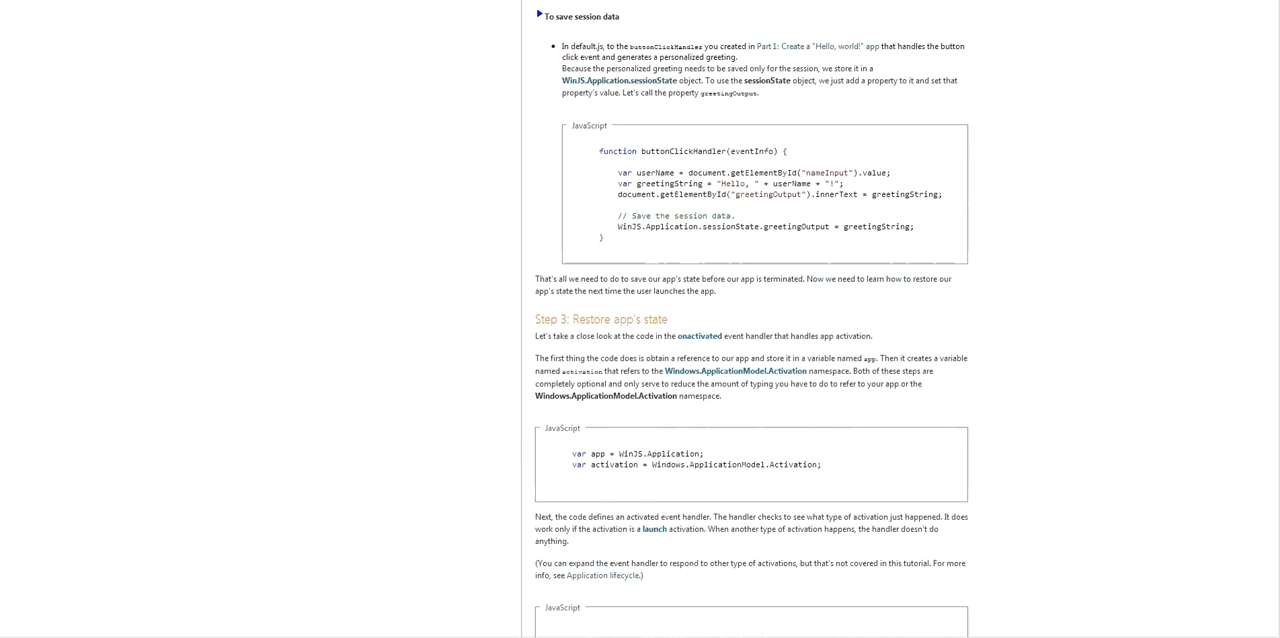 To save session data
• In default.js, to the buttonClickHandler you created in Part 1: Create a "Hello, world!" app that handles the button
click event and generates a personalized greeting.
Because the personalized greeting needs to be saved only for the session, we store it in a
WinJS.Application.sessionState object. To use the sessionState object, we just add a property to it and set that
property's value. Let's call the property greetingOutput.
JavaScript
function buttonClickHandler(eventInfo) {
var userName = document.getElementById("nameInput").value;
var greetingString = "Hello, " + userName + "!";
document.getElementById("greetingOutput").innerText = greetingString;
// Save the session data.
WinJS.Application.sessionState.greetingOutput = greetingString;
}
That's all we need to do to save our app's state before our app is terminated. Now we need to learn how to restore our
app's state the next time the user launches the app.
Step 3: Restore app's state
Let's take a close look at the code in the onactivated event handler that handles app activation.
The first thing the code does is obtain a reference to our app and store it in a variable named app. Then it creates a variable
named activation that refers to the Windows.ApplicationModel.Activation namespace. Both of these steps are
completely optional and only serve to reduce the amount of typing you have to do to refer to your app or the
Windows.ApplicationModel.Activation namespace.
JavaScript
var app = WinJS.Application;
var activation = Windows.ApplicationModel.Activation;
Next, the code defines an activated event handler. The handler checks to see what type of activation just happened. It does
work only if the activation is a launch activation. When another type of activation happens, the handler doesn't do
anything.
(You can expand the event handler to respond to other type of activations, but that's not covered in this tutorial. For more
info, see Application lifecycle.)
JavaScript